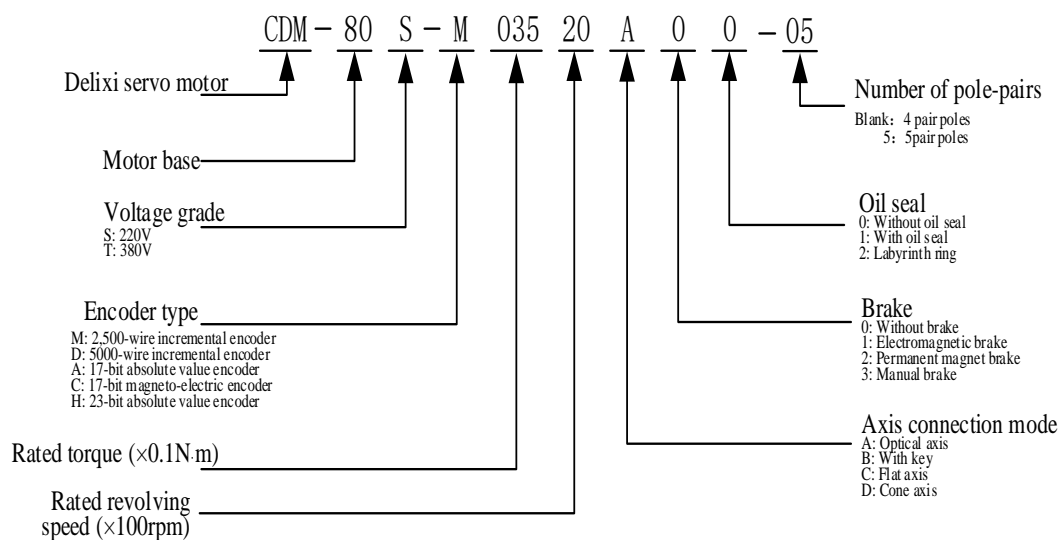 CDM-80 S-M 035 20 A 0 0 -05
Delixi servo motor
Motor base
Voltage grade
S: 220V
T: 380V
Encoder type
M: 2,500-wire incremental encoder
D: 5000-wire incremental encoder
A: 17-bit absolute value encoder
C: 17-bit magneto-electric encoder
H: 23-bit absolute value encoder
Rated torque (×0.1N·m)
Rated revolving
speed (×100rpm)
Number of pole-pairs
Blank: 4 pair poles
5: 5pair poles
Oil seal
0: Without oil seal
1: With oil seal
2: Labyrinth ring
Brake
0: Without brake
1: Electromagnetic brake
2: Permanent magnet brake
3: Manual brake
Axis connection mode
A: Optical axis
B: With key
C: Flat axis
D: Cone axis